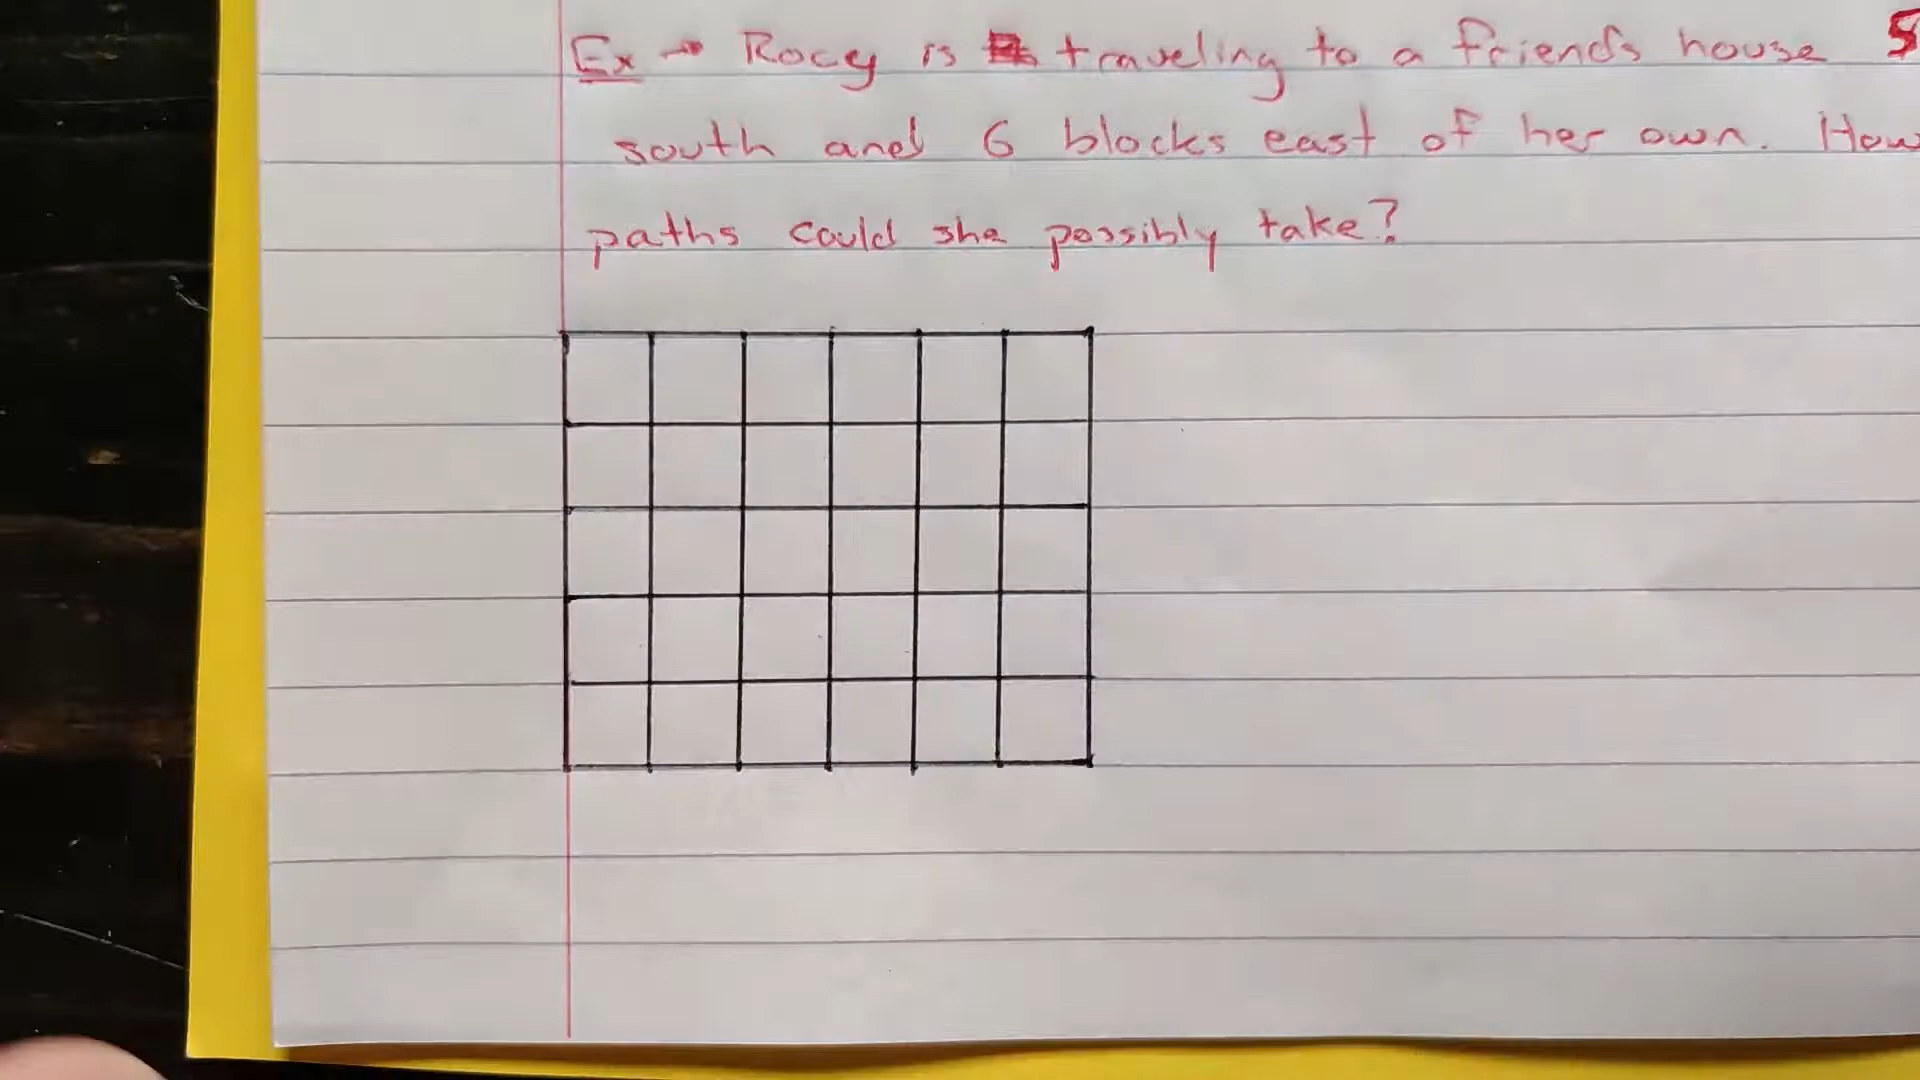 Ex → Rocy is traveling to a friends house 5
south and 6 blocks east of her own. How
paths could she possibly take?